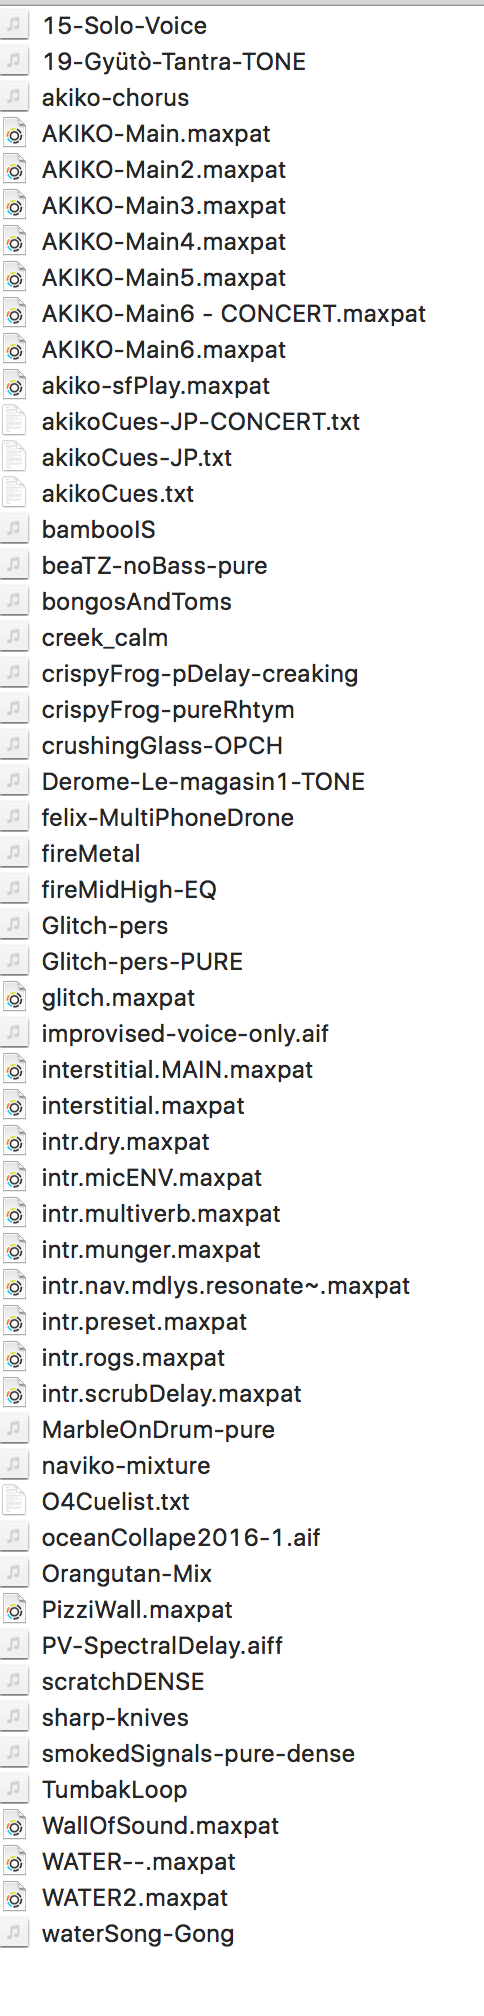 15-Solo-Voice
19-Gyütò-Tantra-TONE
akiko-chorus
AKIKO-Main.maxpat
AKIKO-Main2.maxpat
AKIKO-Main3.maxpat
AKIKO-Main4.maxpat
AKIKO-Main5.maxpat
AKIKO-Main6 - CONCERT.maxpat
AKIKO-Main6.maxpat
akiko-sfPlay.maxpat
akikoCues-JP-CONCERT.txt
akikoCues-JP.txt
akikoCues.txt
bambooIS
beaTZ-noBass-pure
bongosAndToms
creek_calm
crispyFrog-pDelay-creaking
crispyFrog-pureRhtym
crushingGlass-OPCH
Derome-Le-magasin1-TONE
felix-MultiPhoneDrone
fireMetal
fireMidHigh-EQ
Glitch-pers
Glitch-pers-PURE
glitch.maxpat
improvised-voice-only.aif
interstitial.MAIN.maxpat
interstitial.maxpat
intr.dry.maxpat
intr.micENV.maxpat
intr.multiverb.maxpat
intr.munger.maxpat
intr.nav.mdlys.resonate~.maxpat
intr.preset.maxpat
intr.rogs.maxpat
intr.scrubDelay.maxpat
MarbleOnDrum-pure
naviko-mixture
O4Cuelist.txt
oceanCollape2016-1.aif
Orangutan-Mix
PizziWall.maxpat
PV-SpectralDelay.aiff
scratchDENSE
sharp-knives
smokedSignals-pure-dense
TumbakLoop
WallOfSound.maxpat
WATER--.maxpat
WATER2.maxpat
waterSong-Gong